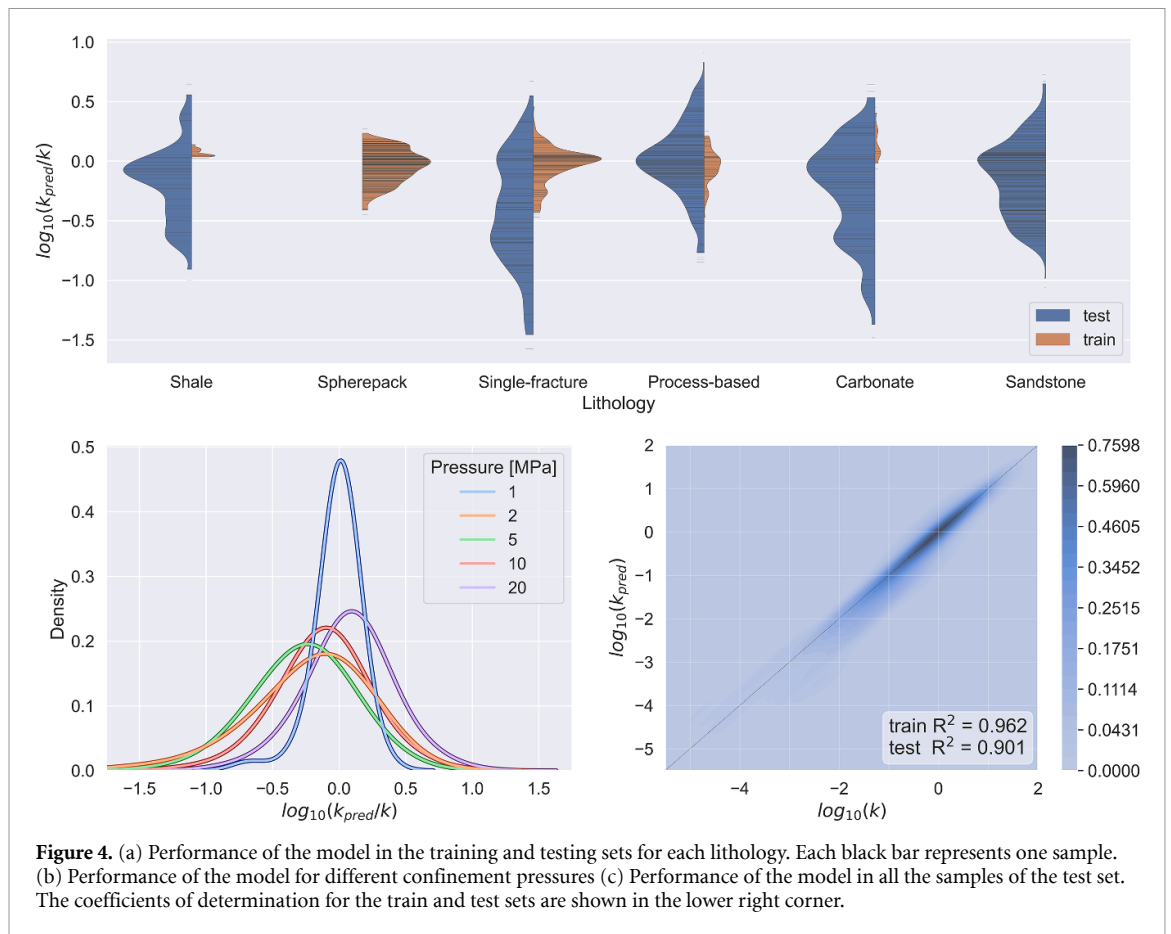 1.0
0.5
0.0
−0.5
−1.0
−1.5
log10(kpred/k)
test
train
Shale Spherepack Single-fracture Process-based Carbonate Sandstone
Lithology
0.5
0.4
0.3
0.2
0.1
0.0
Density
Pressure [MPa]
1
2
5
10
20
−1.5 −1.0 −0.5 0.0 0.5 1.0 1.5
log10(kpred/k)
2
1
0
−1
−2
−3
−4
−5
log10(kpred)
train R² = 0.962
test R² = 0.901
−4 −2 0 2
log10(k)
0.7598
0.5960
0.4605
0.3452
0.2515
0.1751
0.1114
0.0431
0.0000
Figure 4. (a) Performance of the model in the training and testing sets for each lithology. Each black bar represents one sample.
(b) Performance of the model for different confinement pressures (c) Performance of the model in all the samples of the test set.
The coefficients of determination for the train and test sets are shown in the lower right corner.